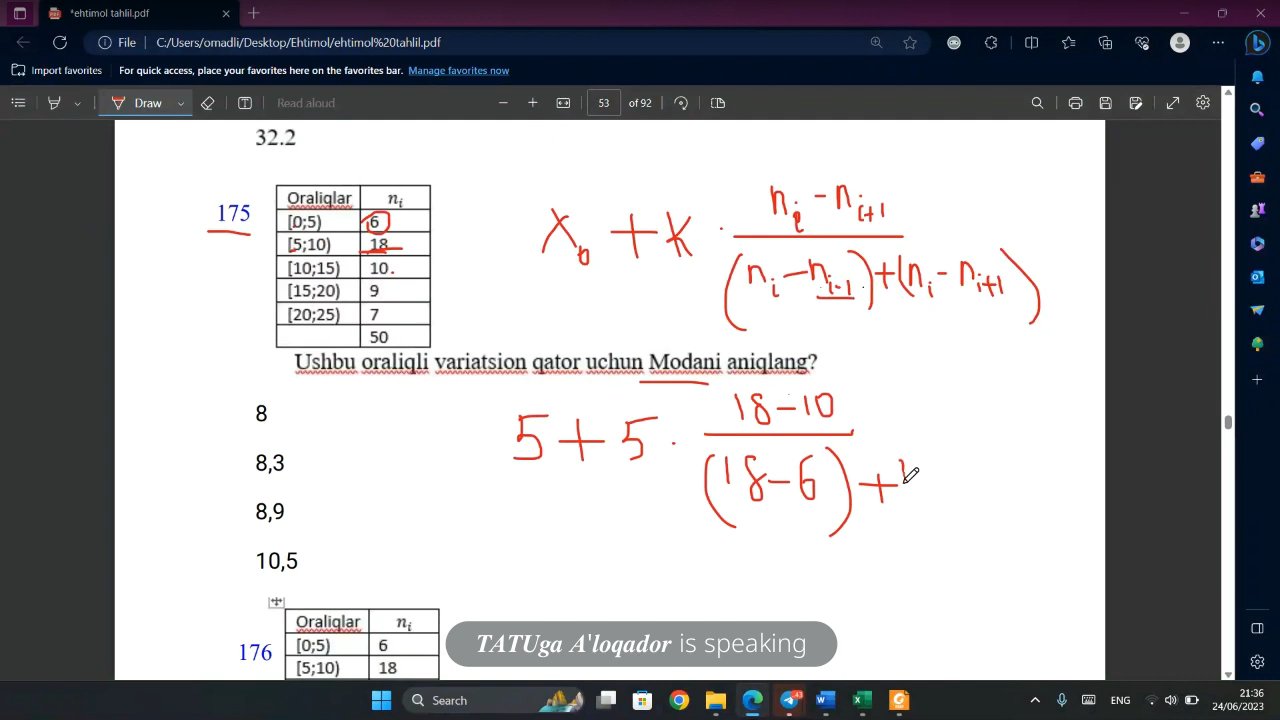 *ehtimol tahlil.pdf
File C:/Users/omadli/Desktop/Ehtimol/ehtimol%20tahlil.pdf
Import favorites For quick access, place your favorites here on the favorites bar. Manage favorites now
Draw Read aloud 53 of 92
32.2
175
Oraliqlar nᵢ
[0;5) 6
[5;10) 18
[10;15) 10
[15;20) 9
[20;25) 7
50
x₀ + k · (nᵢ - nᵢ₊₁) / ((nᵢ - nᵢ₋₁) + (nᵢ - nᵢ₊₁))
Ushbu oraliqli variatsion qator uchun Modani aniqlang?
5 + 5 · (18 - 10) / ((18 - 6) +
8
8,3
8,9
10,5
176
Oraliqlar nᵢ
[0;5) 6
[5;10) 18
TATUga A'loqador is speaking
Search
43
ENG
21:36
24/06/2023